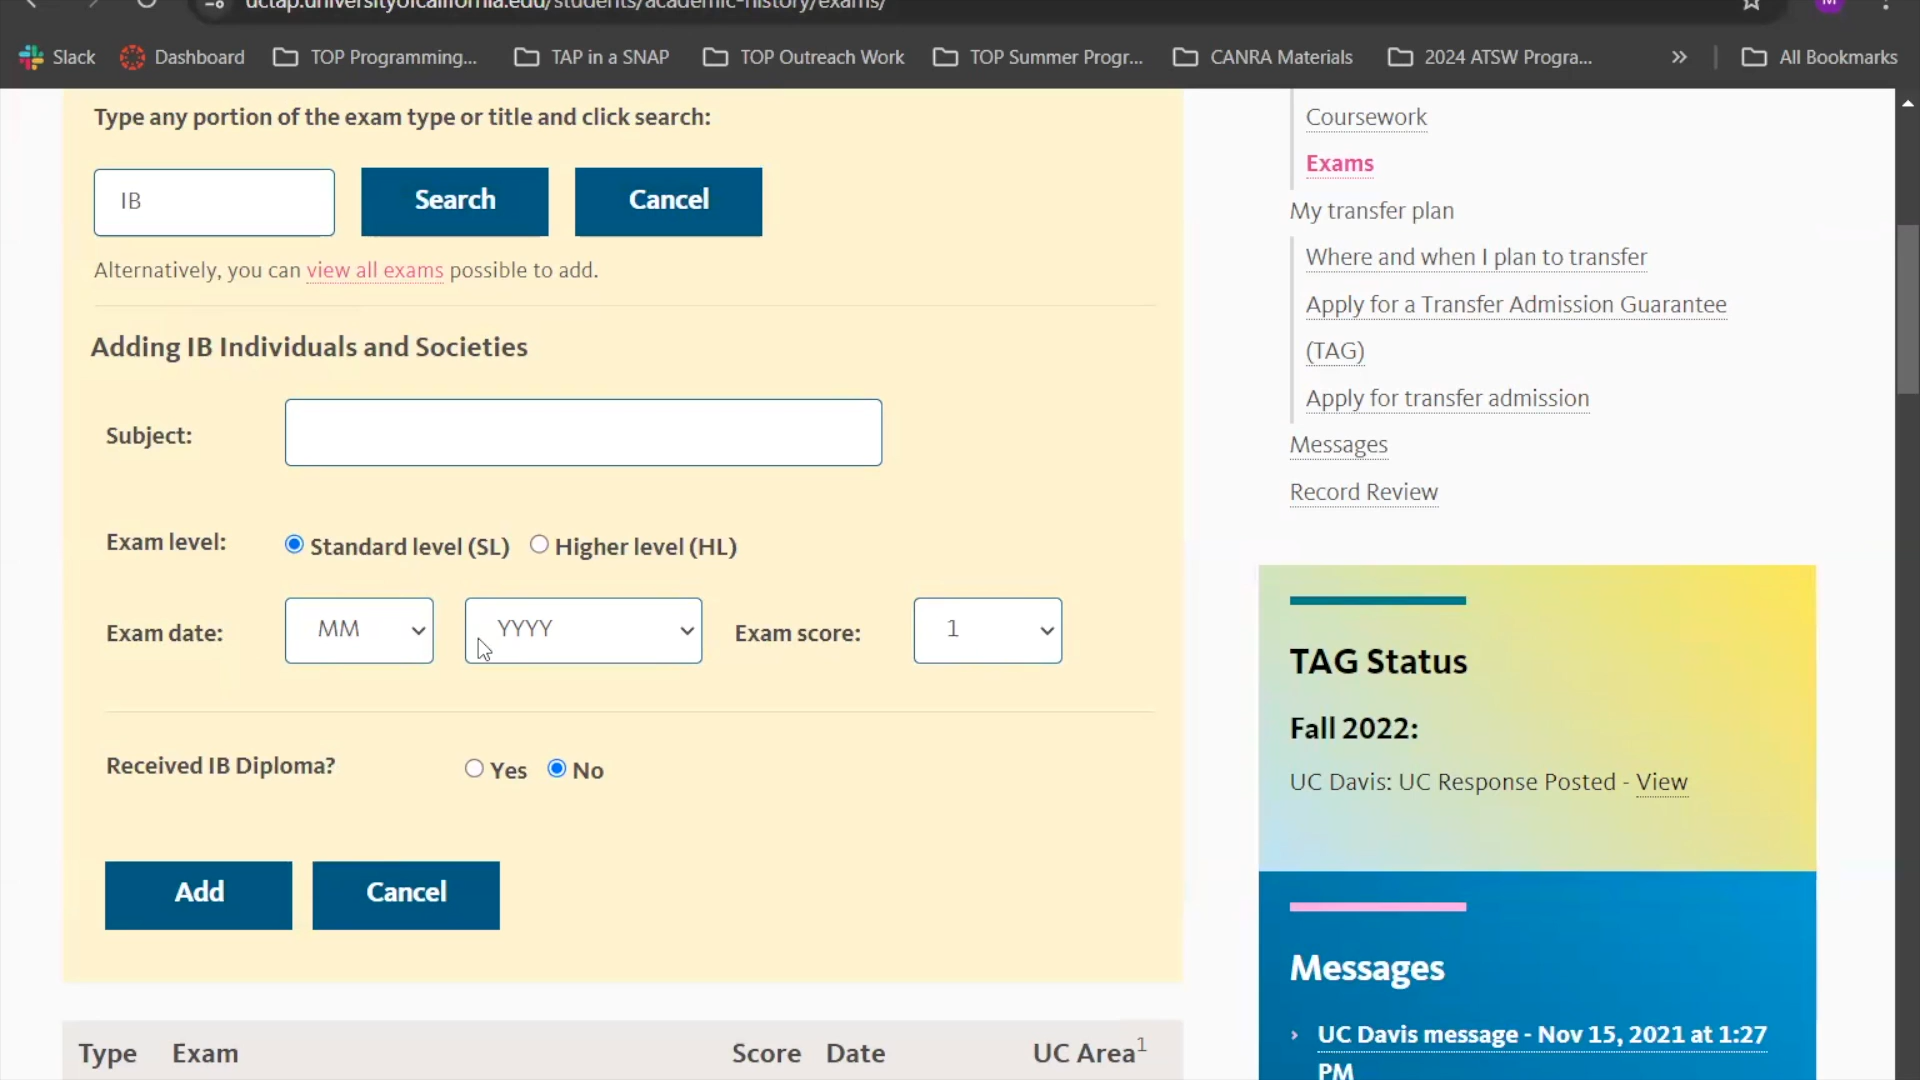 uctap.universityofcalifornia.edu/students/academic-history/exams/
M
Slack
Dashboard
TOP Programming...
TAP in a SNAP
TOP Outreach Work
TOP Summer Progr...
CANRA Materials
2024 ATSW Progra...
»
All Bookmarks
Type any portion of the exam type or title and click search:
IB
Search
Cancel
Alternatively, you can view all exams possible to add.
Adding IB Individuals and Societies
Subject:
Exam level:
Standard level (SL)
Higher level (HL)
Exam date:
MM
YYYY
Exam score:
1
Received IB Diploma?
Yes
No
Add
Cancel
Type
Exam
Score
Date
UC Area1
Coursework
Exams
My transfer plan
Where and when I plan to transfer
Apply for a Transfer Admission Guarantee
(TAG)
Apply for transfer admission
Messages
Record Review
TAG Status
Fall 2022:
UC Davis: UC Response Posted - View
Messages
UC Davis message - Nov 15, 2021 at 1:27
PM